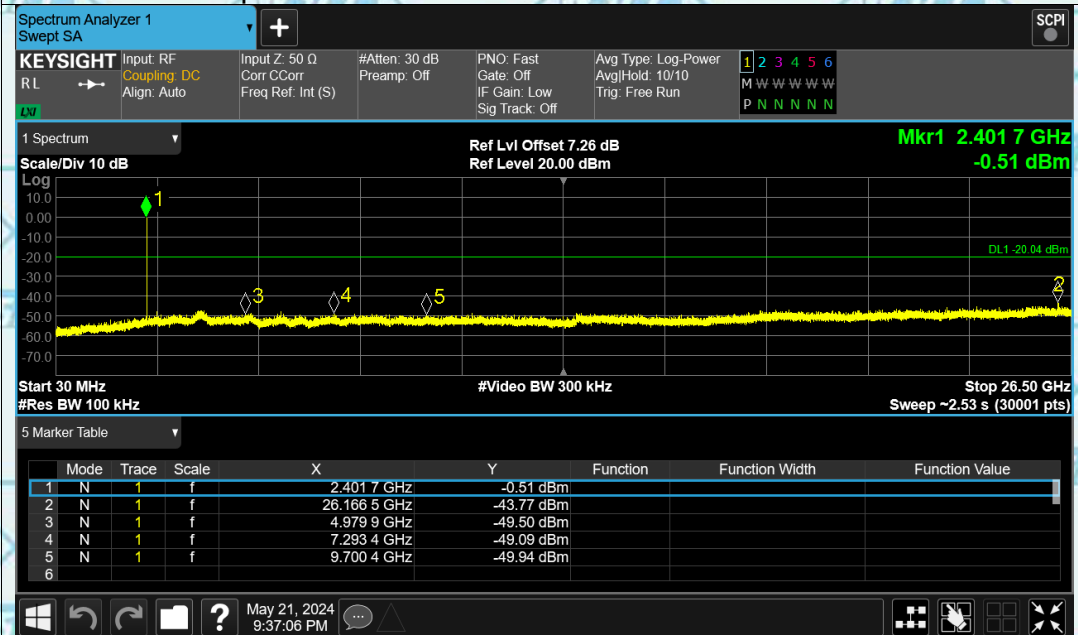 Spectrum Analyzer 1
Swept SA
+
SCPI
KEYSIGHT
RL
LXI
Input: RF
Coupling: DC
Align: Auto
Input Z: 50 Ω
Corr CCorr
Freq Ref: Int (S)
#Atten: 30 dB
Preamp: Off
PNO: Fast
Gate: Off
IF Gain: Low
Sig Track: Off
Avg Type: Log-Power
Avg|Hold: 10/10
Trig: Free Run
1 2 3 4 5 6
M W W W W W
P N N N N N
1 Spectrum
Scale/Div 10 dB
Ref Lvl Offset 7.26 dB
Ref Level 20.00 dBm
Mkr1 2.401 7 GHz
-0.51 dBm
Log
10.0
0.00
-10.0
-20.0
-30.0
-40.0
-50.0
-60.0
-70.0
1
3
4
5
2
DL1 -20.04 dBm
Start 30 MHz
#Video BW 300 kHz
Stop 26.50 GHz
#Res BW 100 kHz
Sweep ~2.53 s (30001 pts)
5 Marker Table
Mode Trace Scale X Y Function Function Width Function Value
1 N 1 f 2.401 7 GHz -0.51 dBm
2 N 1 f 26.166 5 GHz -43.77 dBm
3 N 1 f 4.979 9 GHz -49.50 dBm
4 N 1 f 7.293 4 GHz -49.09 dBm
5 N 1 f 9.700 4 GHz -49.94 dBm
6
?
May 21, 2024
9:37:06 PM